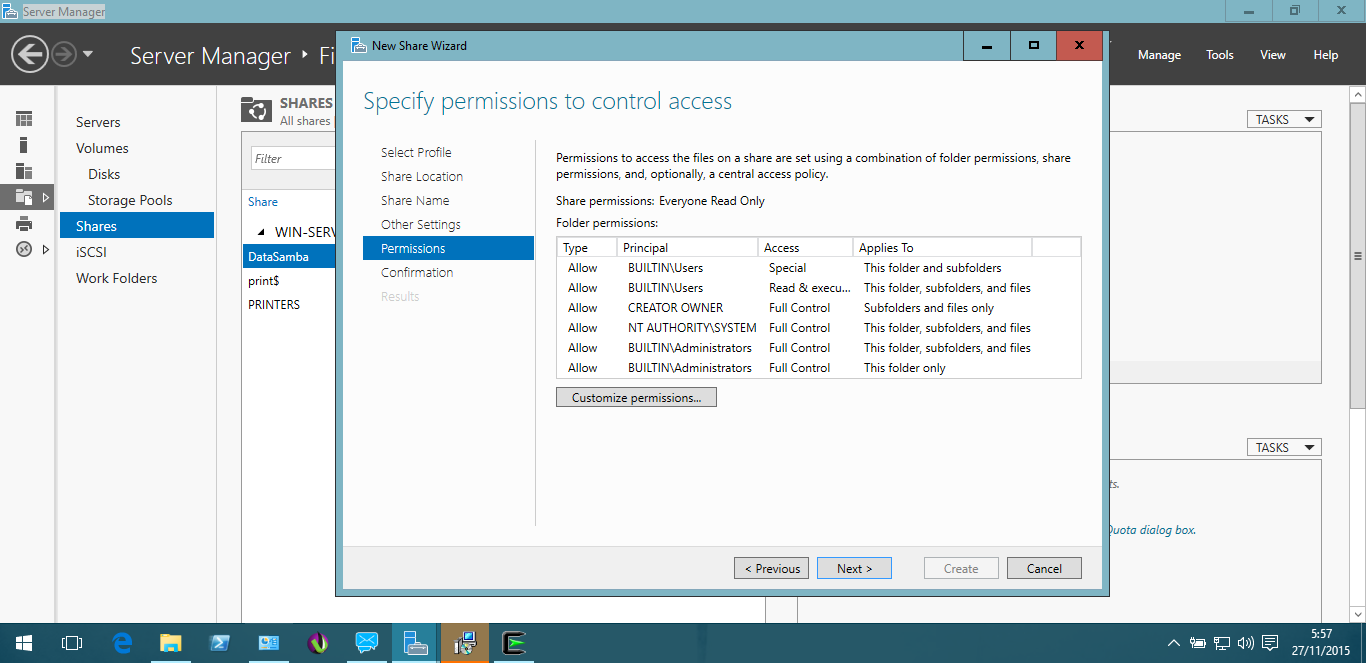 Server Manager
Server Manager ‣ Fi
Manage
Tools
View
Help
Servers
Volumes
Disks
Storage Pools
Shares
iSCSI
Work Folders
SHARES
All shares
Filter
Share
WIN-SERV
DataSamba
print$
PRINTERS
New Share Wizard
Specify permissions to control access
Select Profile
Share Location
Share Name
Other Settings
Permissions
Confirmation
Results
Permissions to access the files on a share are set using a combination of folder permissions, share
permissions, and, optionally, a central access policy.
Share permissions: Everyone Read Only
Folder permissions:
Type Principal Access Applies To
Allow BUILTIN\Users Special This folder and subfolders
Allow BUILTIN\Users Read & execu... This folder, subfolders, and files
Allow CREATOR OWNER Full Control Subfolders and files only
Allow NT AUTHORITY\SYSTEM Full Control This folder, subfolders, and files
Allow BUILTIN\Administrators Full Control This folder, subfolders, and files
Allow BUILTIN\Administrators Full Control This folder only
Customize permissions...
< Previous
Next >
Create
Cancel
TASKS
TASKS
ts.
Quota dialog box.
5:57
27/11/2015